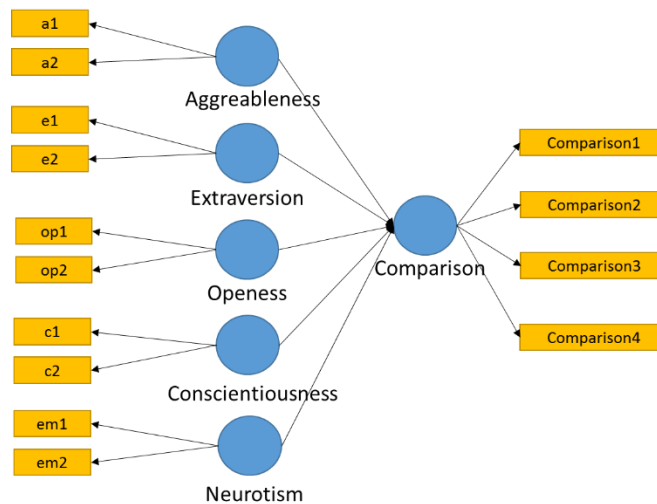 a1
a2
Aggreableness
e1
e2
Extraversion
op1
op2
Openess
c1
c2
Conscientiousness
em1
em2
Neurotism
Comparison
Comparison1
Comparison2
Comparison3
Comparison4